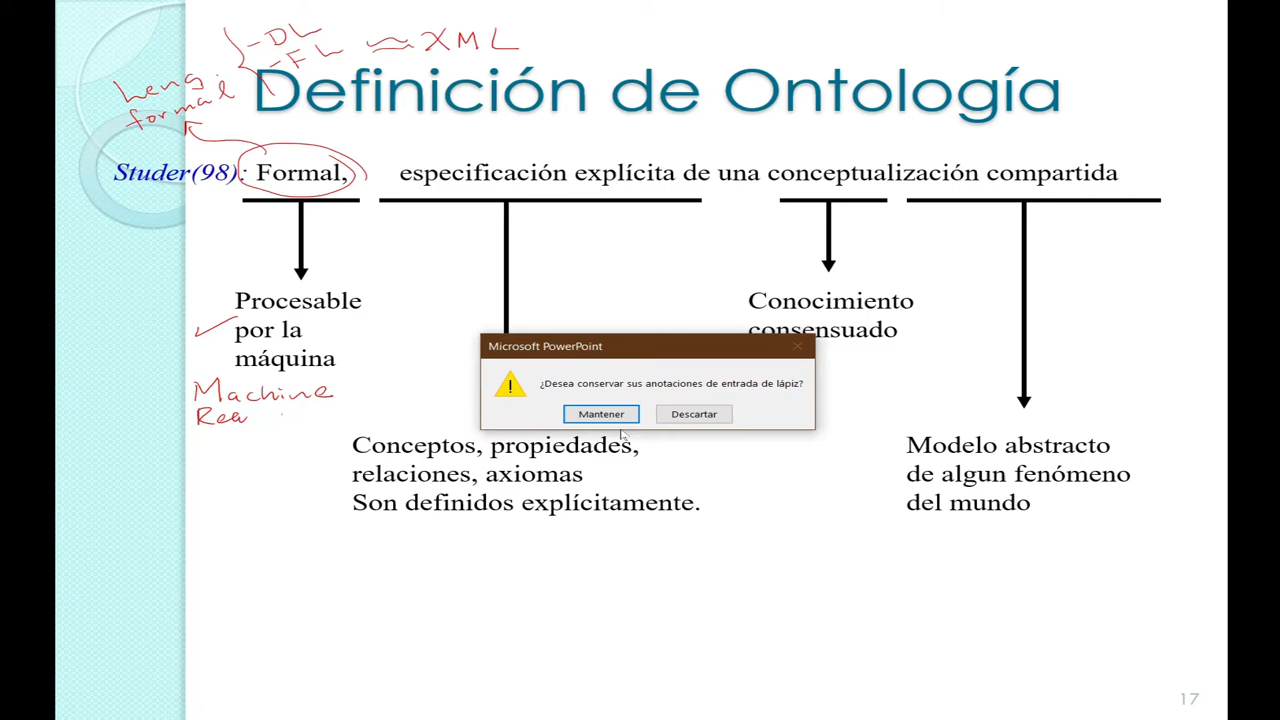 -DL
-FL ≈ XML
Leng.
formal
Definición de Ontología
Studer(98): Formal, especificación explícita de una conceptualización compartida
Procesable
por la
máquina
Machine
Rea
Conocimiento
consensuado
Microsoft PowerPoint
¿Desea conservar sus anotaciones de entrada de lápiz?
Mantener Descartar
Conceptos, propiedades,
relaciones, axiomas
Son definidos explícitamente.
Modelo abstracto
de algun fenómeno
del mundo
17